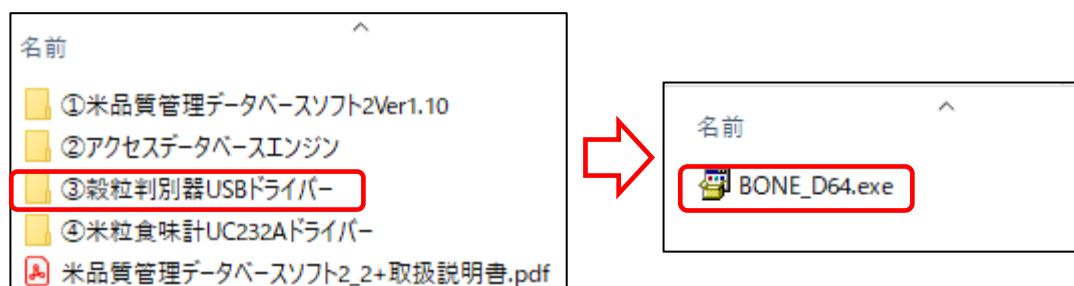 名前
①米品質管理データベースソフト2Ver1.10
②アクセスデータベースエンジン
③穀粒判別器USBドライバー
④米粒食味計UC232Aドライバー
米品質管理データベースソフト2_2+取扱説明書.pdf
名前
BONE_D64.exe